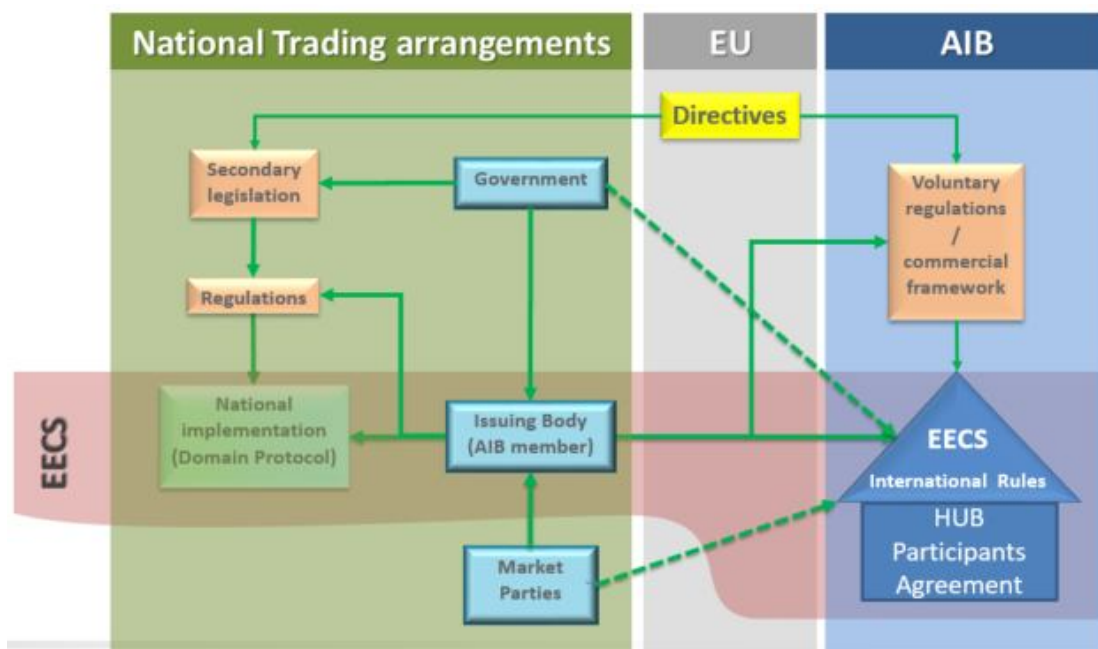 National Trading arrangements
EU
AIB
Directives
Secondary
legislation
Government
Voluntary
regulations
/
commercial
framework
Regulations
EECS
National
implementation
(Domain Protocol)
Issuing Body
(AIB member)
EECS
International Rules
HUB
Participants
Agreement
Market
Parties